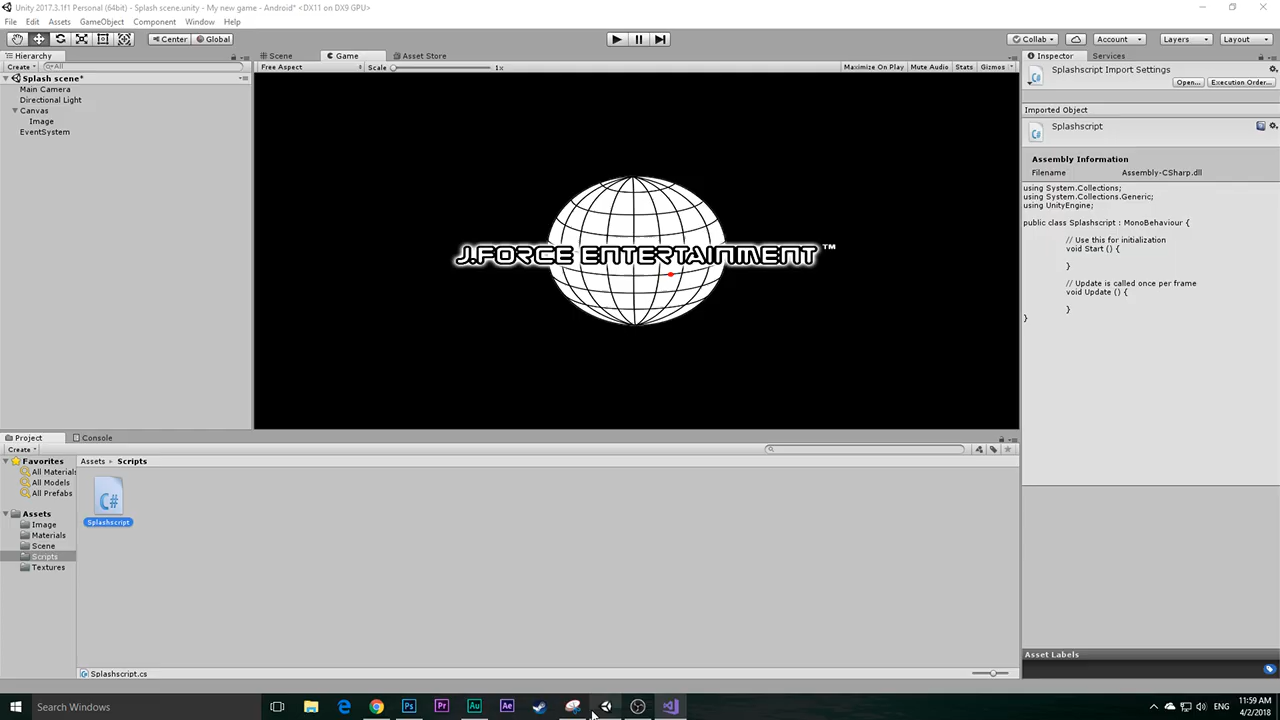 Unity 2017.3.1f1 Personal (64bit) - Splash scene.unity - My new game - Android* <DX11 on DX9 GPU>
File Edit Assets GameObject Component Window Help
Center Global Collab Account Layers Layout
Hierarchy Scene Game Asset Store Inspector Services
Create All Free Aspect Scale 1x Maximize On Play Mute Audio Stats Gizmos
Splashscript Import Settings
Open... Execution Order...
Splash scene*
Main Camera
Directional Light
Canvas
Image
EventSystem
J.FORCE ENTERTAINMENT™
Imported Object
C#
Splashscript
Assembly Information
Filename Assembly-CSharp.dll
using System.Collections;
using System.Collections.Generic;
using UnityEngine;
public class Splashscript : MonoBehaviour {
// Use this for initialization
void Start () {
}
// Update is called once per frame
void Update () {
}
}
Project Console
Create
Favorites
All Materials
All Models
All Prefabs
Assets
Image
Materials
Scene
Scripts
Textures
Assets ▸ Scripts
C#
Splashscript
Splashscript.cs
Asset Labels
Search Windows
Ps Pr Au Ae
ENG
11:59 AM
4/2/2018